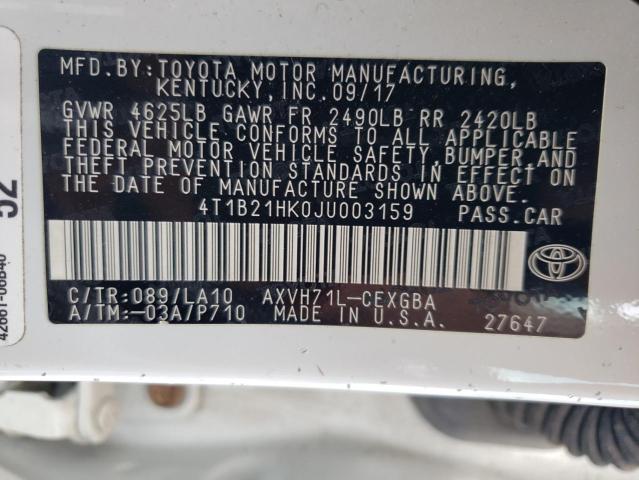 MFD.BY:TOYOTA MOTOR MANUFACTURING,
KENTUCKY,INC.09/17
GVWR 4625LB GAWR FR 2490LB RR 2420LB
THIS VEHICLE CONFORMS TO ALL APPLICABLE
FEDERAL MOTOR VEHICLE SAFETY,BUMPER,AND
THEFT PREVENTION STANDARDS IN EFFECT ON
THE DATE OF MANUFACTURE SHOWN ABOVE.
4T1B21HK0JU003159 PASS.CAR
C/TR:089/LA10 AXVH71L-CEXGBA
A/TM:-03A/P710 MADE IN U.S.A. 27647
52